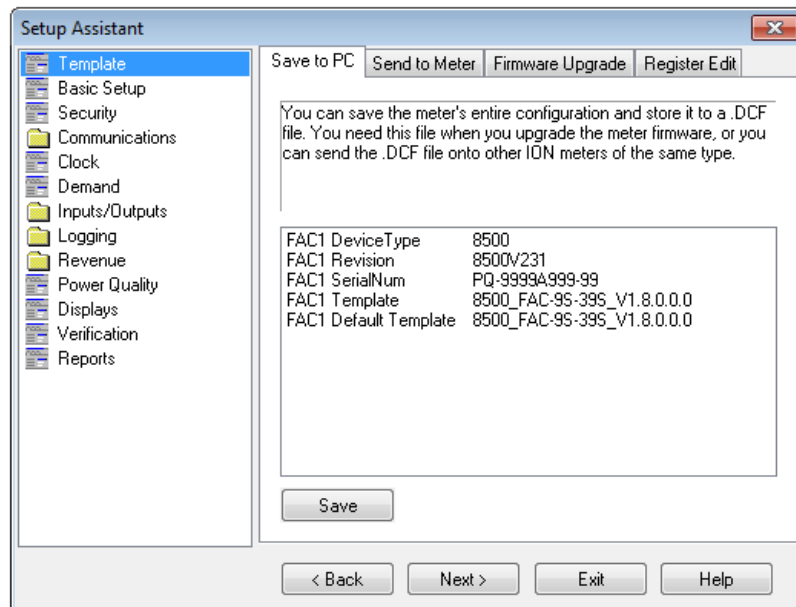 Setup Assistant
Template
Basic Setup
Security
Communications
Clock
Demand
Inputs/Outputs
Logging
Revenue
Power Quality
Displays
Verification
Reports
Save to PC
Send to Meter
Firmware Upgrade
Register Edit
You can save the meter's entire configuration and store it to a .DCF
file. You need this file when you upgrade the meter firmware, or you
can send the .DCF file onto other ION meters of the same type.
FAC1 DeviceType 8500
FAC1 Revision 8500V231
FAC1 SerialNum PQ-9999A999-99
FAC1 Template 8500_FAC-9S-39S_V1.8.0.0.0
FAC1 Default Template 8500_FAC-9S-39S_V1.8.0.0.0
Save
< Back
Next >
Exit
Help